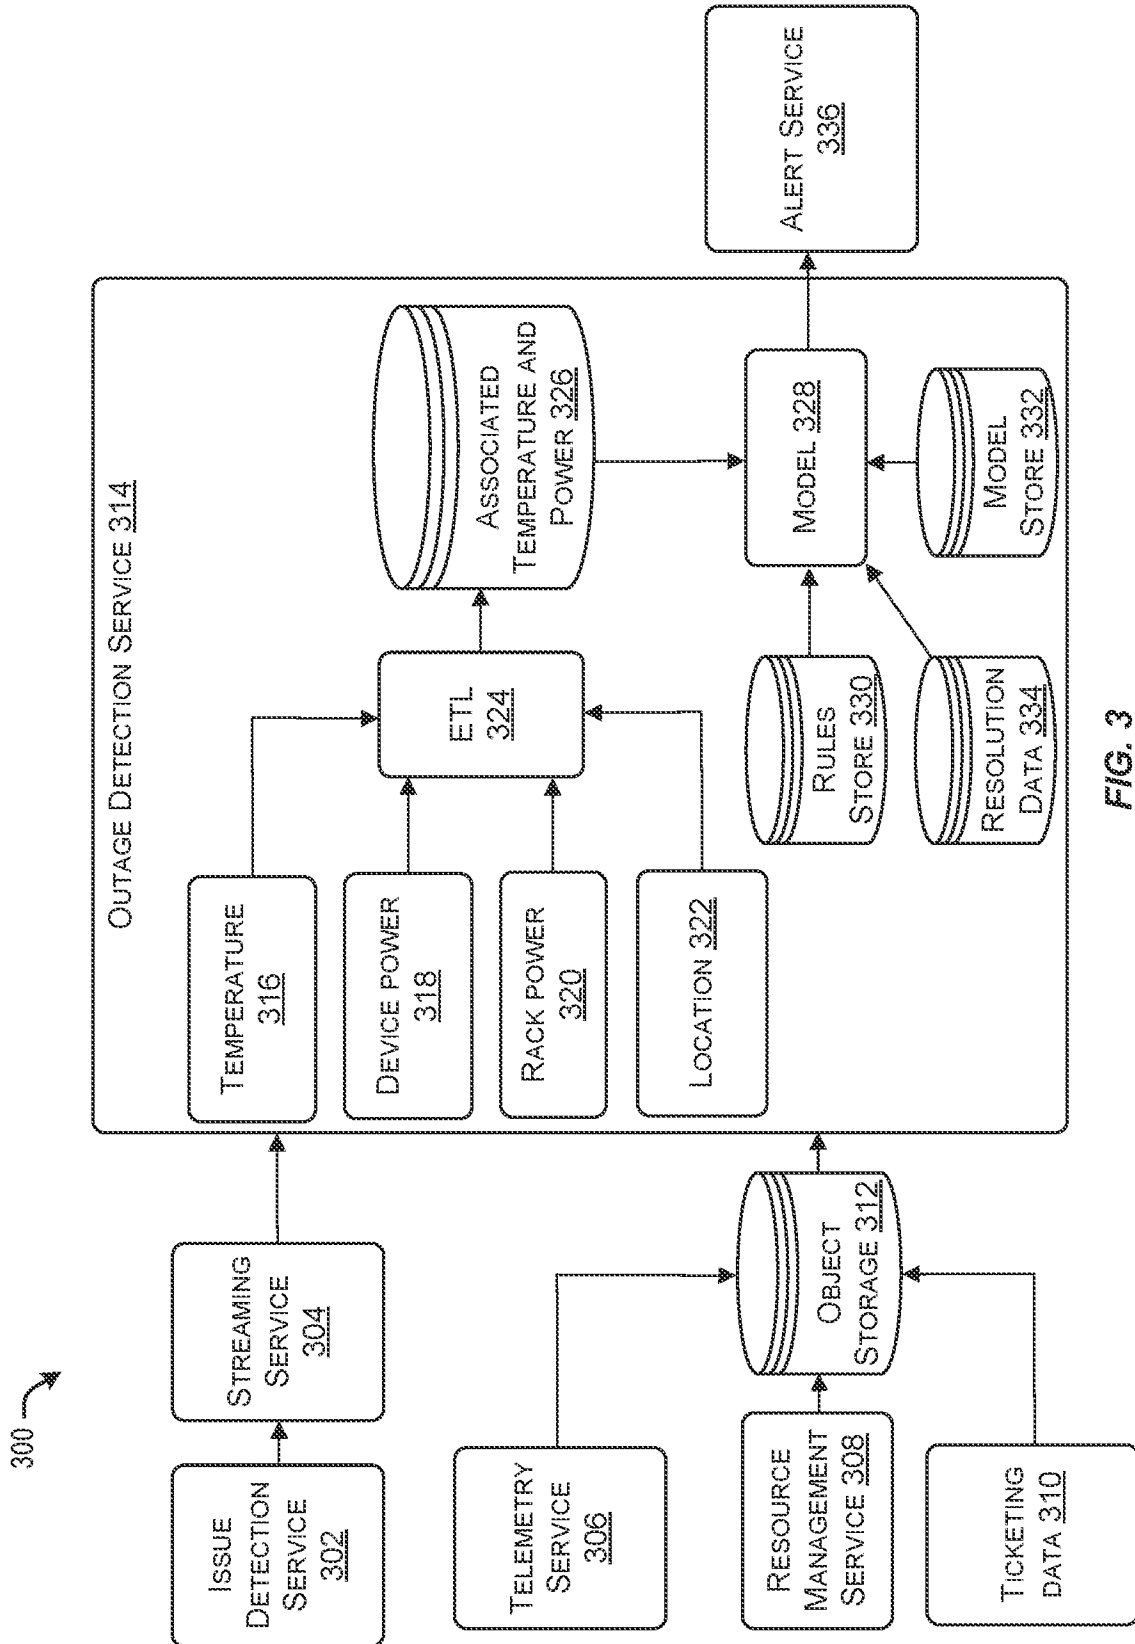 300
ISSUE
DETECTION
SERVICE
302
STREAMING
SERVICE
304
TELEMETRY
SERVICE
306
RESOURCE
MANAGEMENT
SERVICE 308
TICKETING
DATA 310
OBJECT
STORAGE 312
OUTAGE DETECTION SERVICE 314
TEMPERATURE
316
DEVICE POWER
318
RACK POWER
320
LOCATION 322
ETL
324
ASSOCIATED
TEMPERATURE AND
POWER 326
RULES
STORE 330
RESOLUTION
DATA 334
MODEL 328
MODEL
STORE 332
ALERT SERVICE
336
FIG. 3